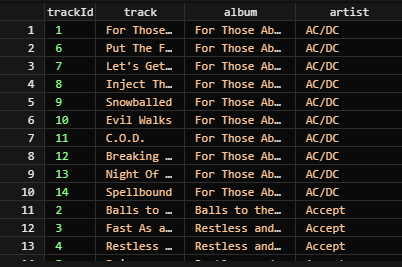 trackId track album artist
1 1 For Those… For Those Ab… AC/DC
2 6 Put The F… For Those Ab… AC/DC
3 7 Let's Get… For Those Ab… AC/DC
4 8 Inject Th… For Those Ab… AC/DC
5 9 Snowballed For Those Ab… AC/DC
6 10 Evil Walks For Those Ab… AC/DC
7 11 C.O.D. For Those Ab… AC/DC
8 12 Breaking … For Those Ab… AC/DC
9 13 Night Of … For Those Ab… AC/DC
10 14 Spellbound For Those Ab… AC/DC
11 2 Balls to … Balls to the… Accept
12 3 Fast As a… Restless and… Accept
13 4 Restless … Restless and… Accept